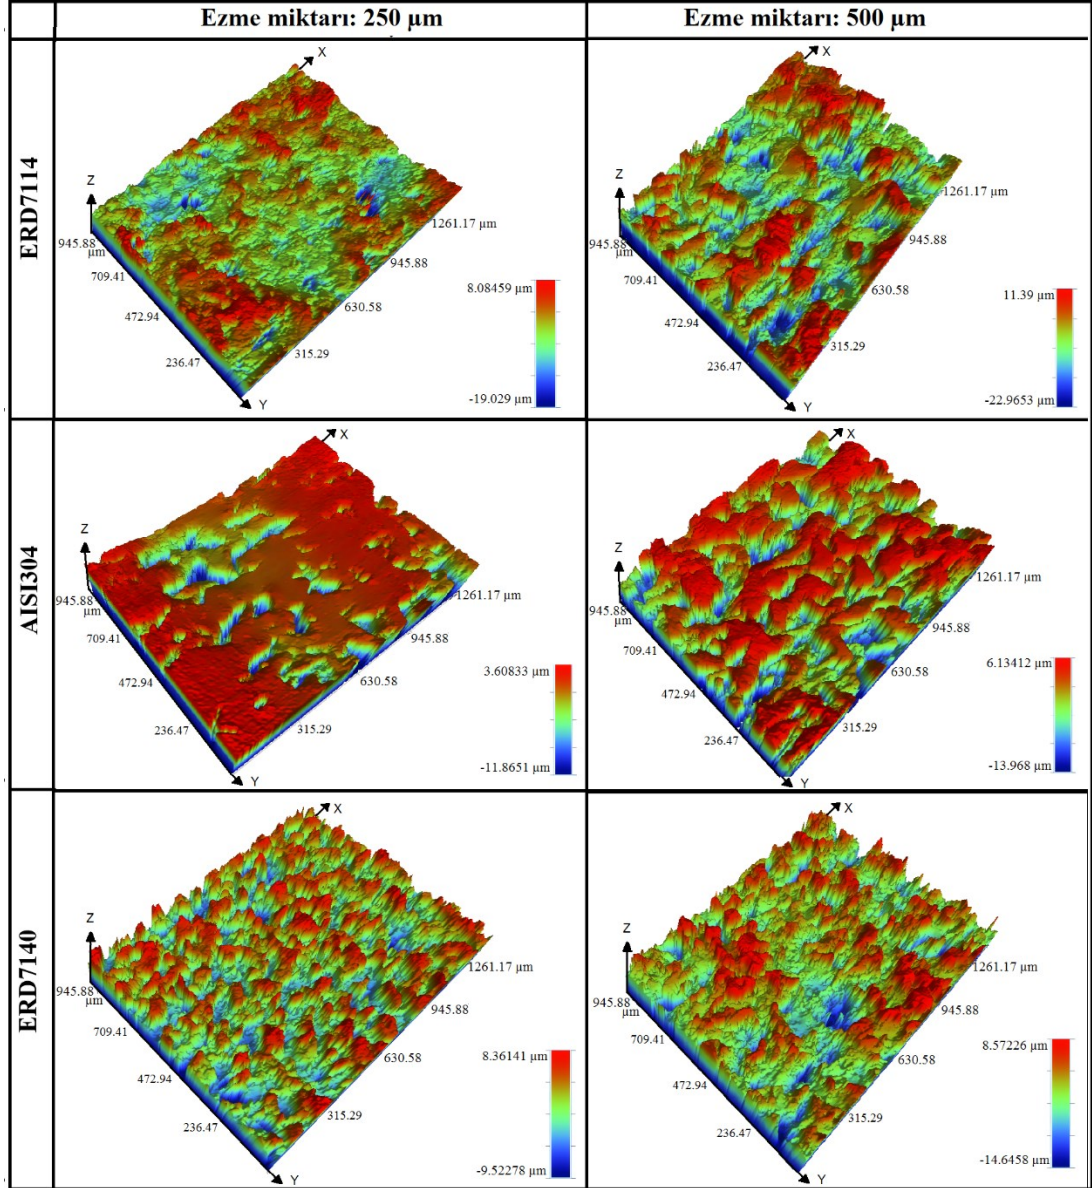 Ezme miktarı: 250 µm
Ezme miktarı: 500 µm
ERD7114
X
Z
945.88
µm
709.41
472.94
236.47
Y
315.29
630.58
945.88
1261.17 µm
8.08459 µm
-19.029 µm
X
Z
945.88
µm
709.41
472.94
236.47
Y
315.29
630.58
945.88
1261.17 µm
11.39 µm
-22.9653 µm
AISI304
X
Z
945.88
µm
709.41
472.94
236.47
Y
315.29
630.58
945.88
1261.17 µm
3.60833 µm
-11.8651 µm
X
Z
945.88
µm
709.41
472.94
236.47
Y
315.29
630.58
945.88
1261.17 µm
6.13412 µm
-13.968 µm
ERD7140
X
Z
945.88
µm
709.41
472.94
236.47
Y
315.29
630.58
945.88
1261.17 µm
8.36141 µm
-9.52278 µm
X
Z
945.88
µm
709.41
472.94
236.47
Y
315.29
630.58
945.88
1261.17 µm
8.57226 µm
-14.6458 µm